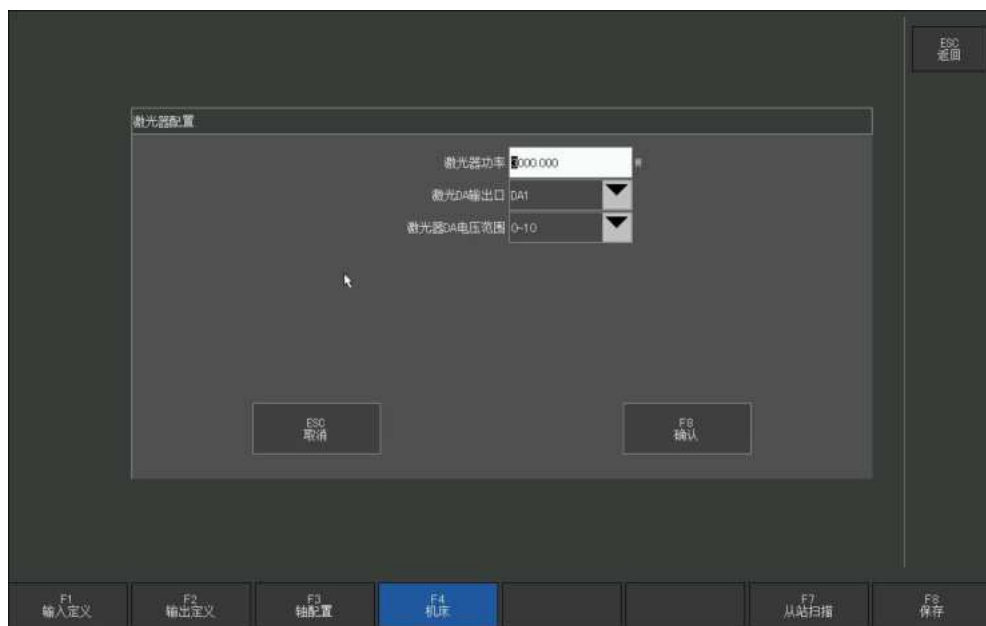 ESC
返回
激光器配置
激光器功率 3000.000 W
激光DA输出口 DA1
激光器DA电压范围 0~10
ESC
取消
F8
确认
F1
输入定义
F2
输出定义
F3
轴配置
F4
机床
F7
从站扫描
F8
保存